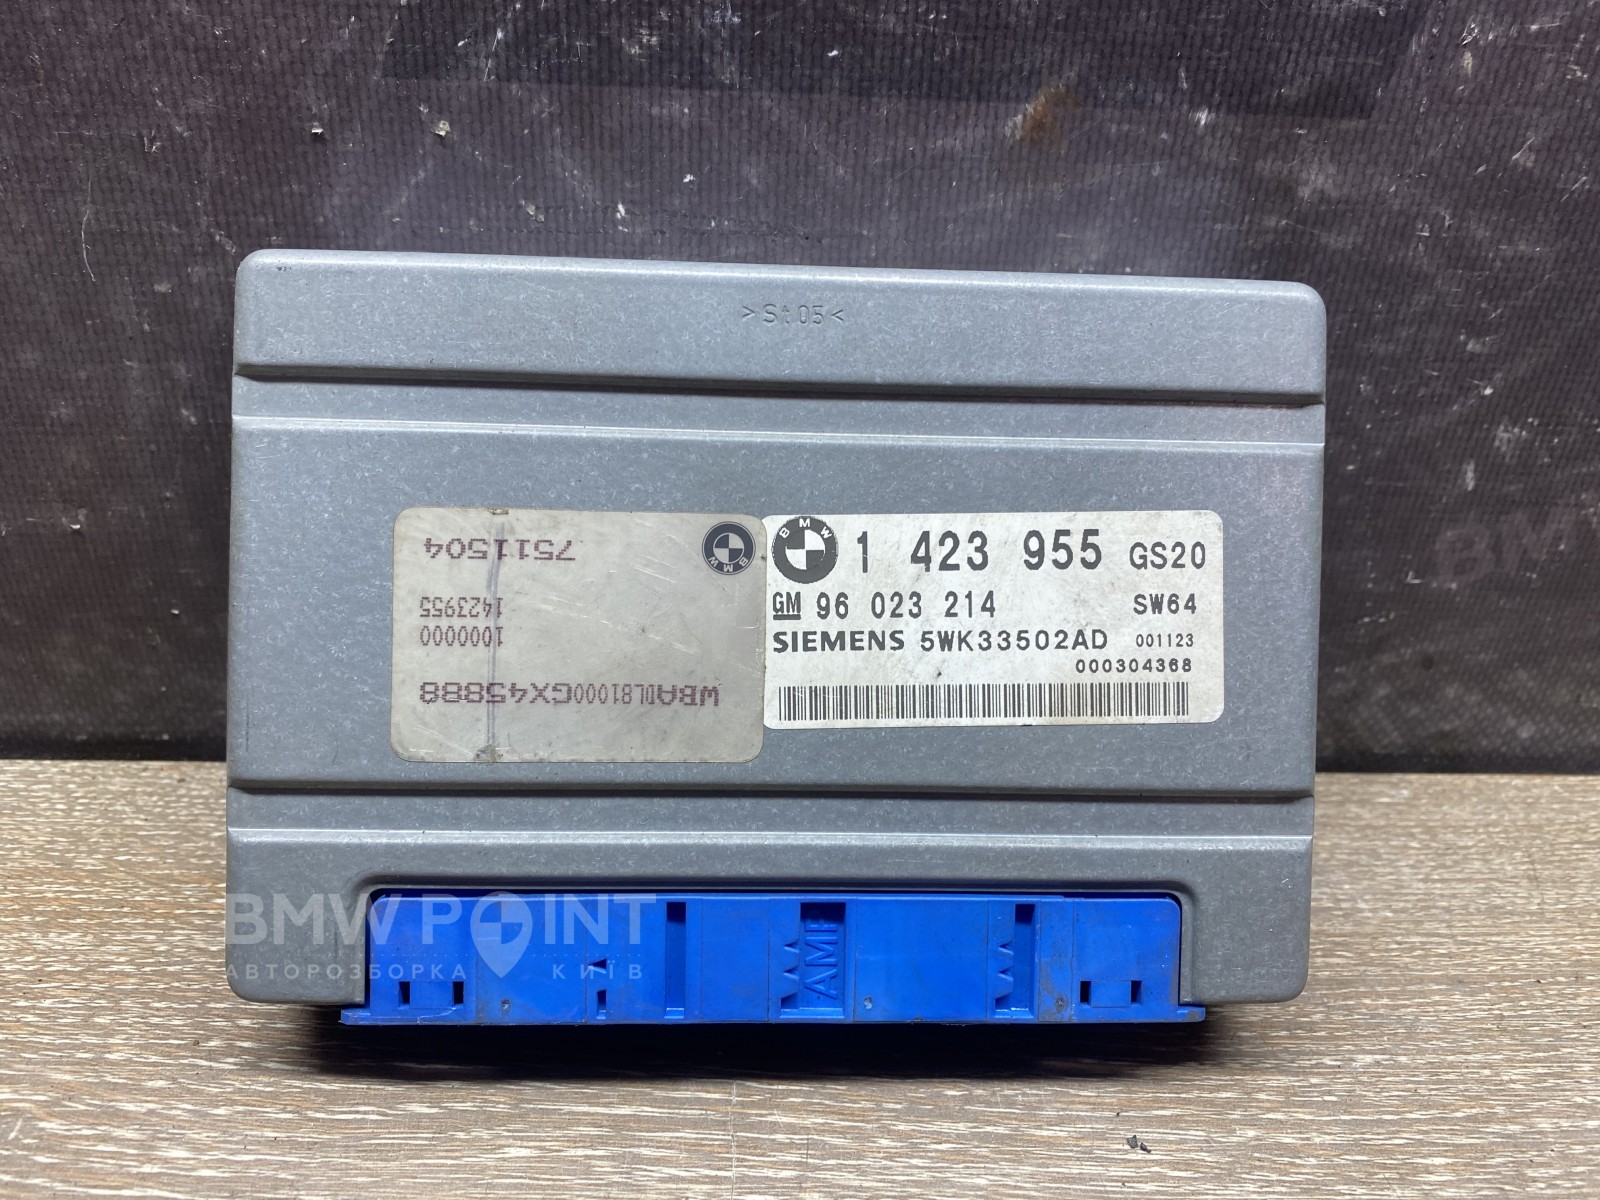 >St05<
7511504
1423955
1000000
WBADL81000GX45888
BMW
BMW
1 423 955 GS20
GM 96 023 214 SW64
SIEMENS 5WK33502AD 001123
000304368
AMP
BMW POINT
АВТОРОЗБОРКА КИЇВ